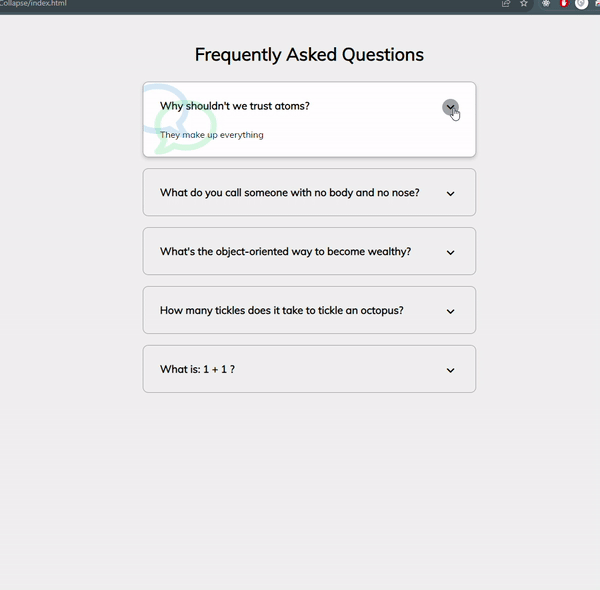 Collapse/index.html
Frequently Asked Questions
Why shouldn't we trust atoms?
They make up everything
What do you call someone with no body and no nose?
What's the object-oriented way to become wealthy?
How many tickles does it take to tickle an octopus?
What is: 1 + 1 ?